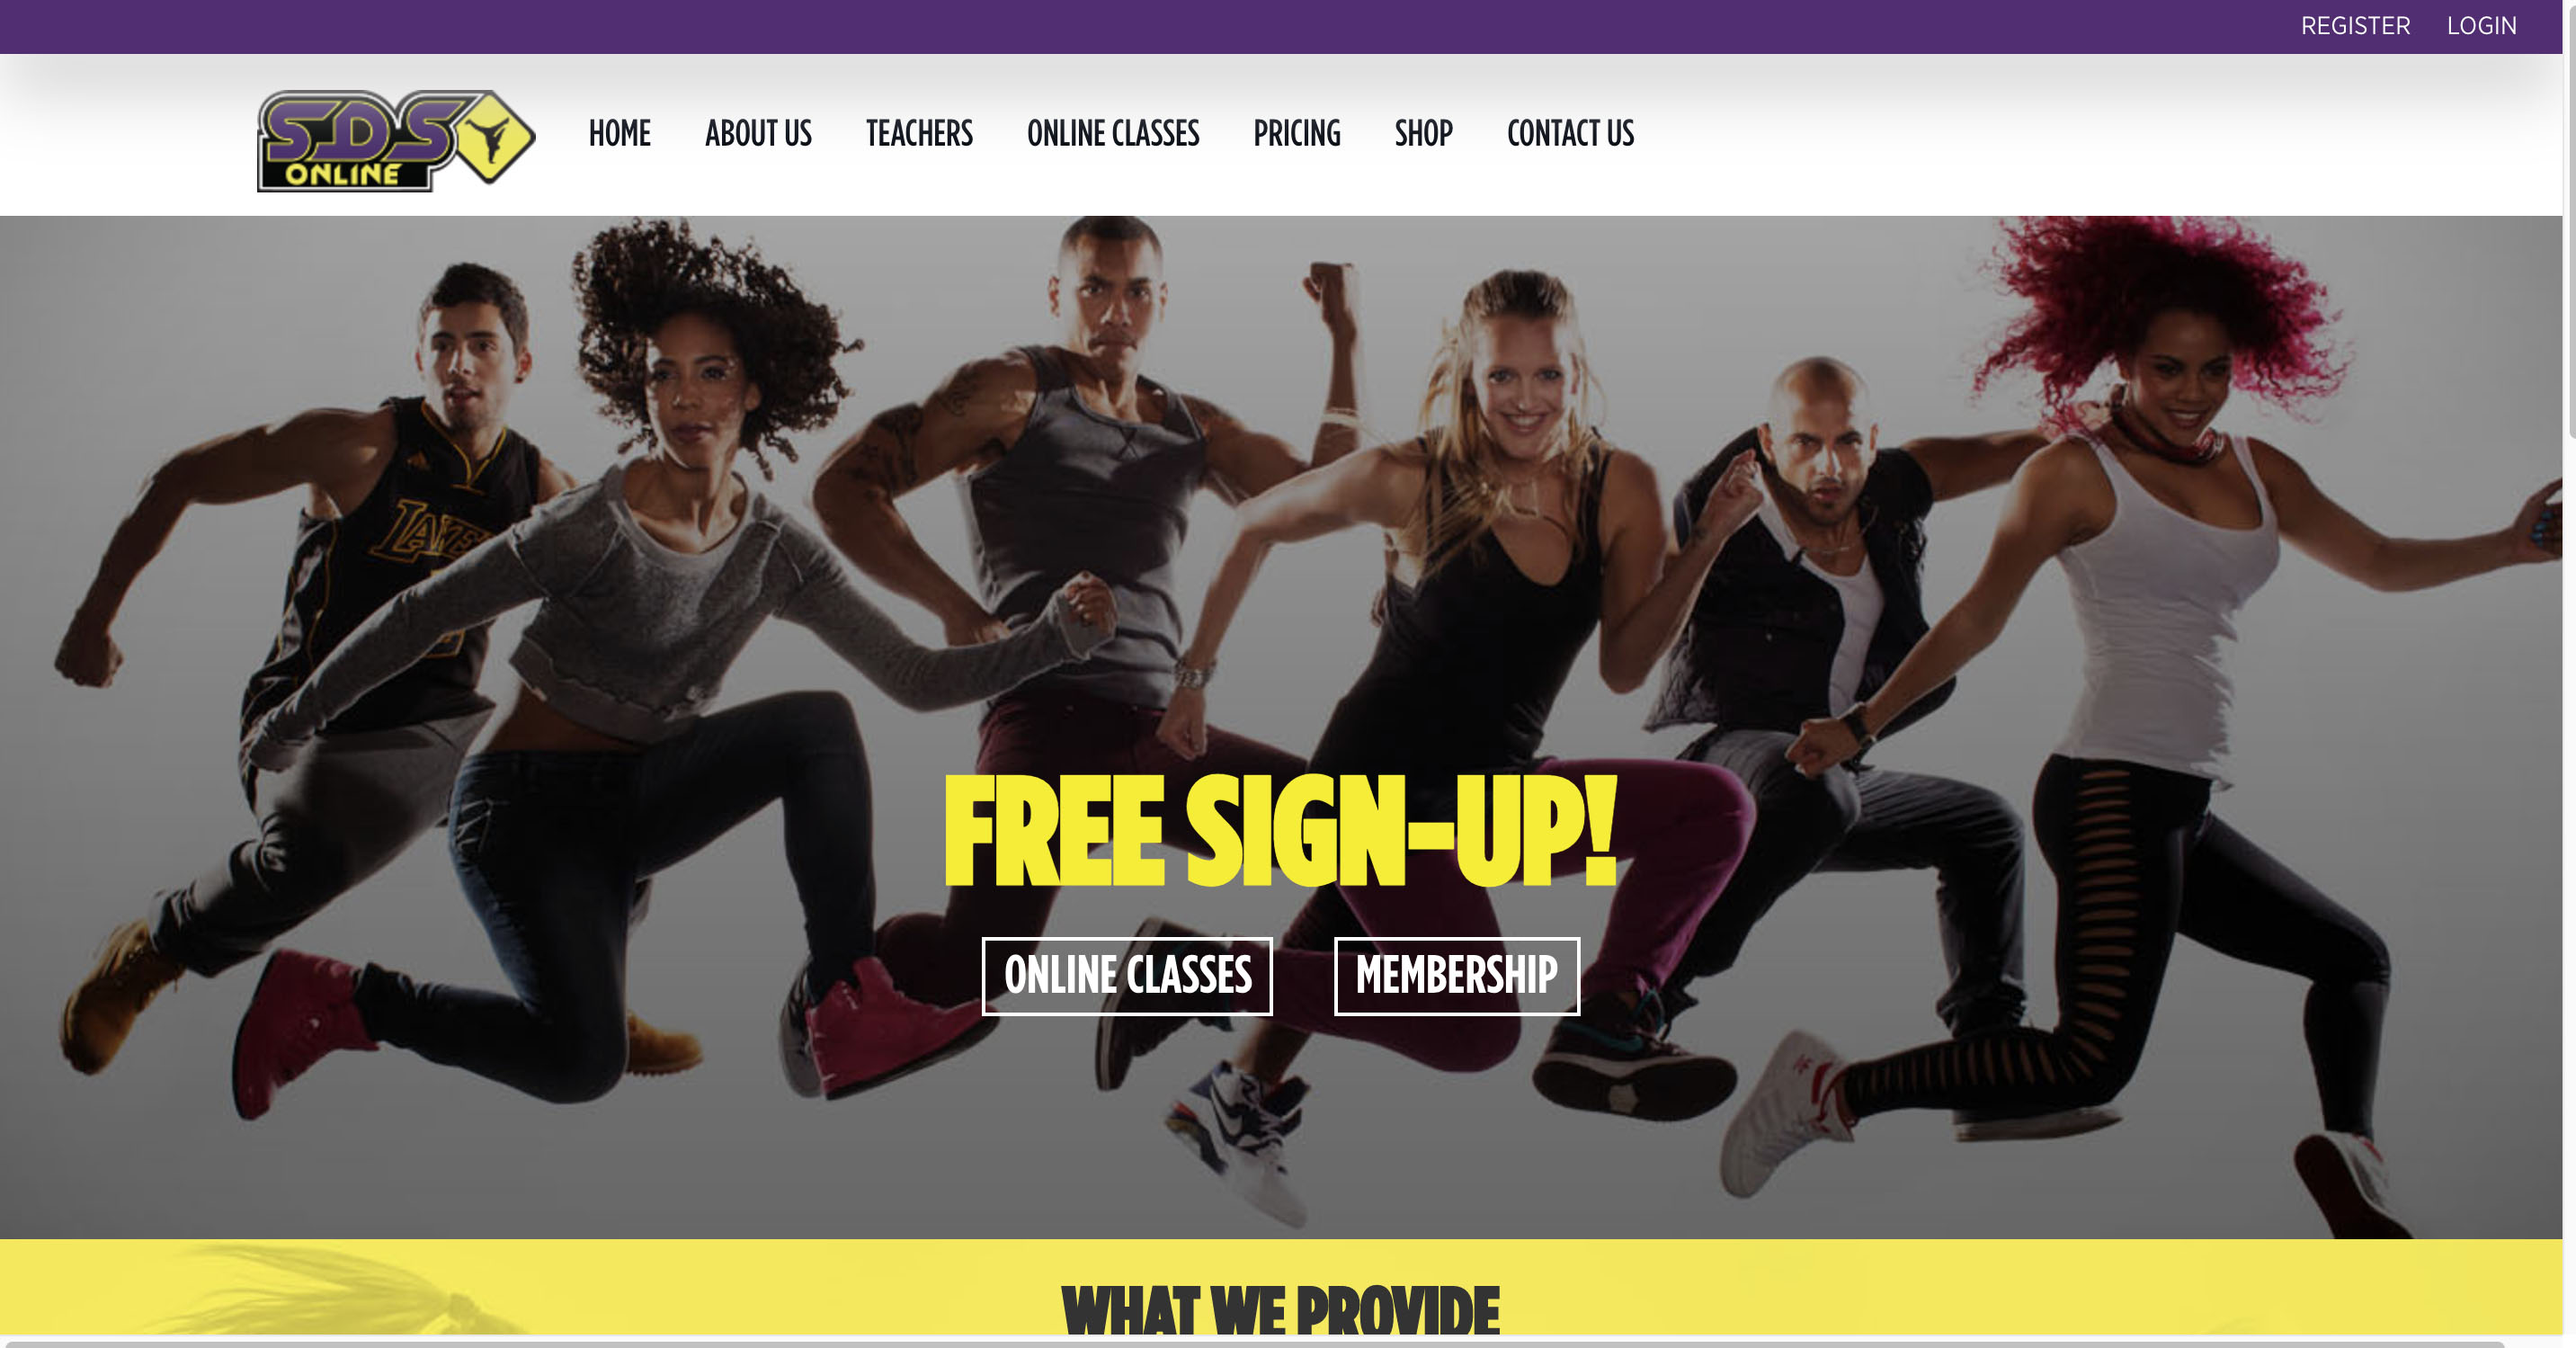 REGISTER LOGIN
SDS
ONLINE
HOME ABOUT US TEACHERS ONLINE CLASSES PRICING SHOP CONTACT US
FREE SIGN-UP!
ONLINE CLASSES MEMBERSHIP
WHAT WE PROVIDE